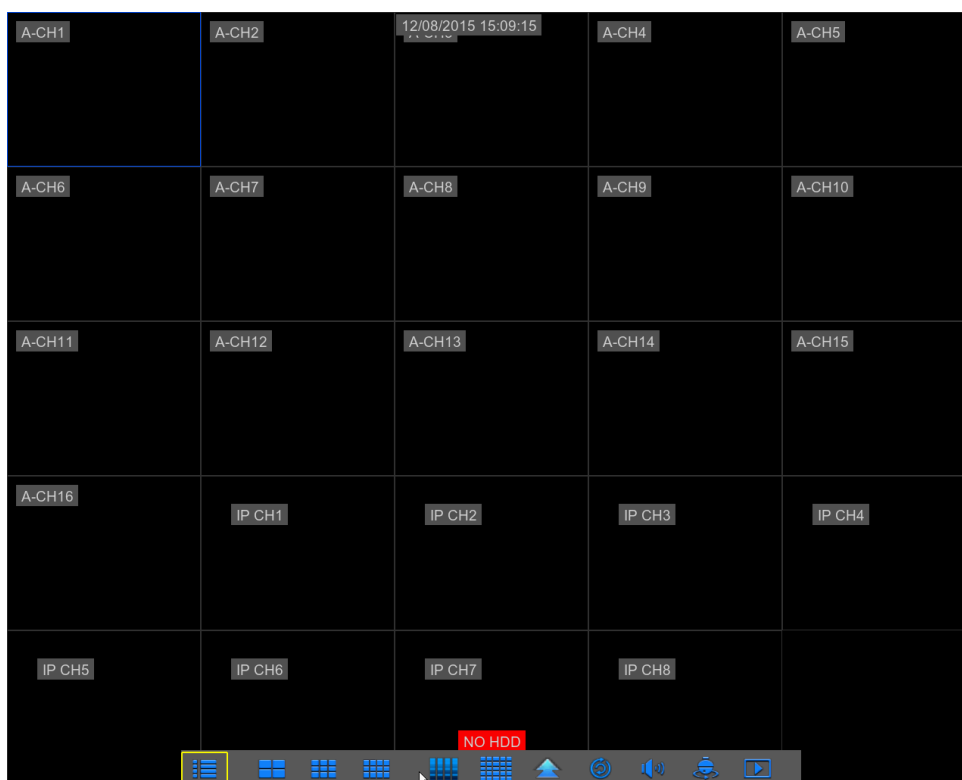 A-CH1
A-CH2
12/08/2015 15:09:15
A-CH4
A-CH5
A-CH6
A-CH7
A-CH8
A-CH9
A-CH10
A-CH11
A-CH12
A-CH13
A-CH14
A-CH15
A-CH16
IP CH1
IP CH2
IP CH3
IP CH4
IP CH5
IP CH6
IP CH7
IP CH8
NO HDD